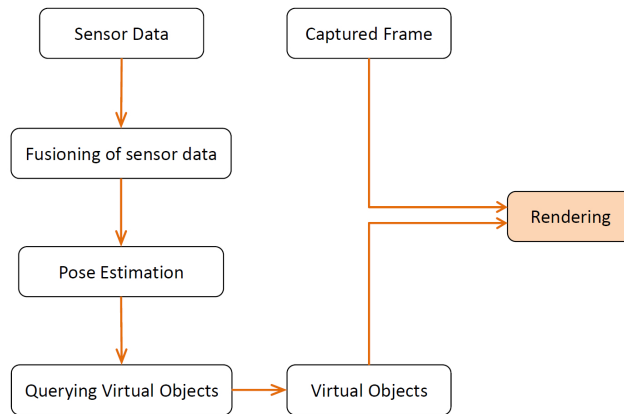 Sensor Data
Captured Frame
Fusioning of sensor data
Rendering
Pose Estimation
Querying Virtual Objects
Virtual Objects